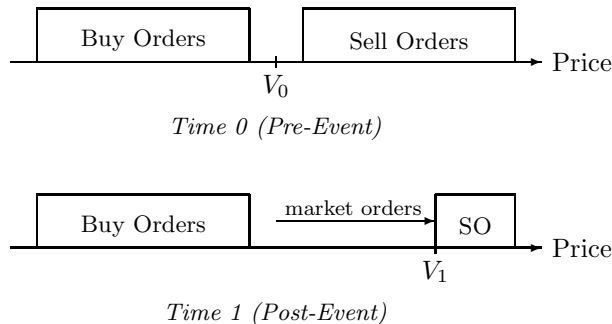 Buy Orders
Sell Orders
Price
V₀
Time 0 (Pre-Event)
market orders
Buy Orders
SO
Price
V₁
Time 1 (Post-Event)